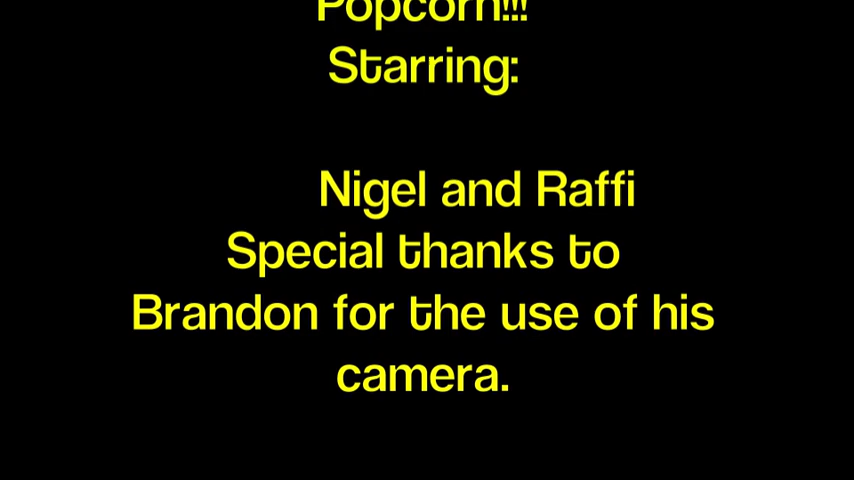 Popcorn!!!
Starring:
Nigel and Raffi
Special thanks to
Brandon for the use of his
camera.